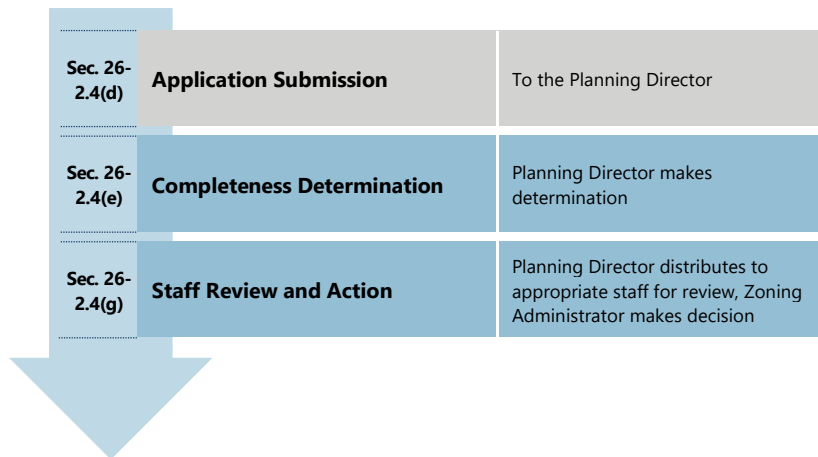 Sec. 26-
2.4(d)
Application Submission
To the Planning Director
Sec. 26-
2.4(e)
Completeness Determination
Planning Director makes
determination
Sec. 26-
2.4(g)
Staff Review and Action
Planning Director distributes to
appropriate staff for review, Zoning
Administrator makes decision